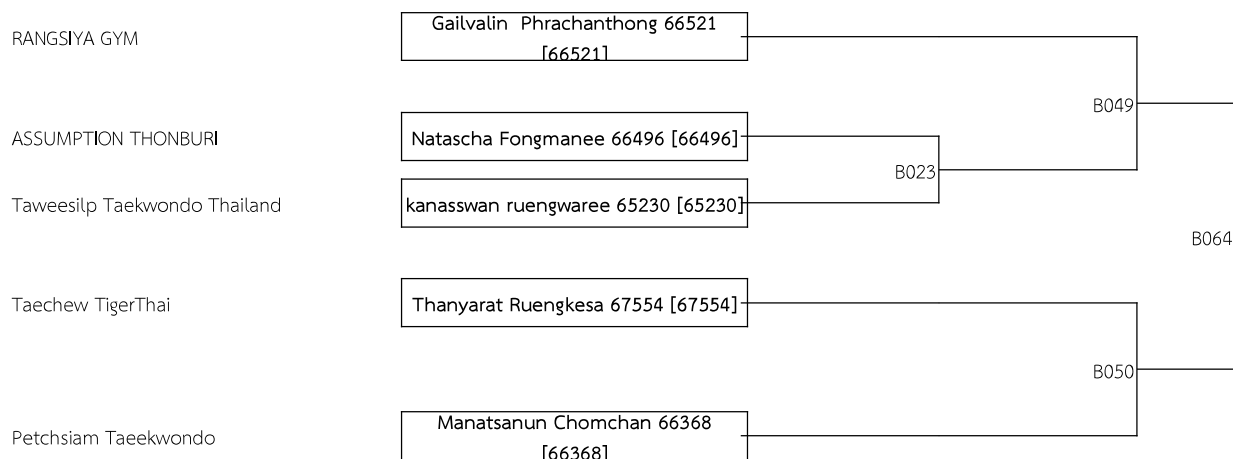 RANGSIYA GYM
Gailvalin  Phrachanthong 66521
[66521]
B049
ASSUMPTION THONBURI
Natascha Fongmanee 66496 [66496]
B023
Taweesilp Taekwondo Thailand
kanasswan ruengwaree 65230 [65230]
B064
Taechew TigerThai
Thanyarat Ruengkesa 67554 [67554]
B050
Petchsiam Taeekwondo
Manatsanun Chomchan 66368
[66368]